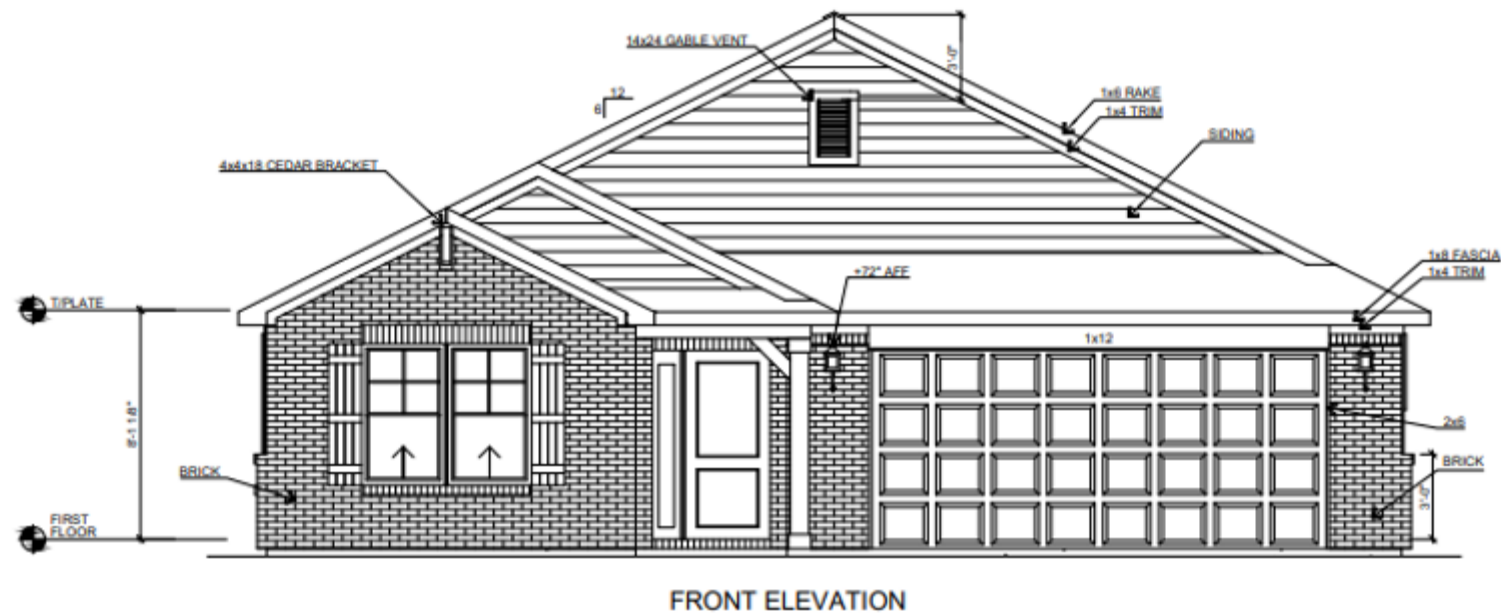 14x24 GABLE VENT
3'-0"
12
6
1x6 RAKE
1x4 TRIM
SIDING
4x4x18 CEDAR BRACKET
+72" AFF
1x8 FASCIA
1x4 TRIM
T/PLATE
1x12
8'-1 1/8"
2x6
BRICK
BRICK
3'-0"
FIRST
FLOOR
FRONT ELEVATION